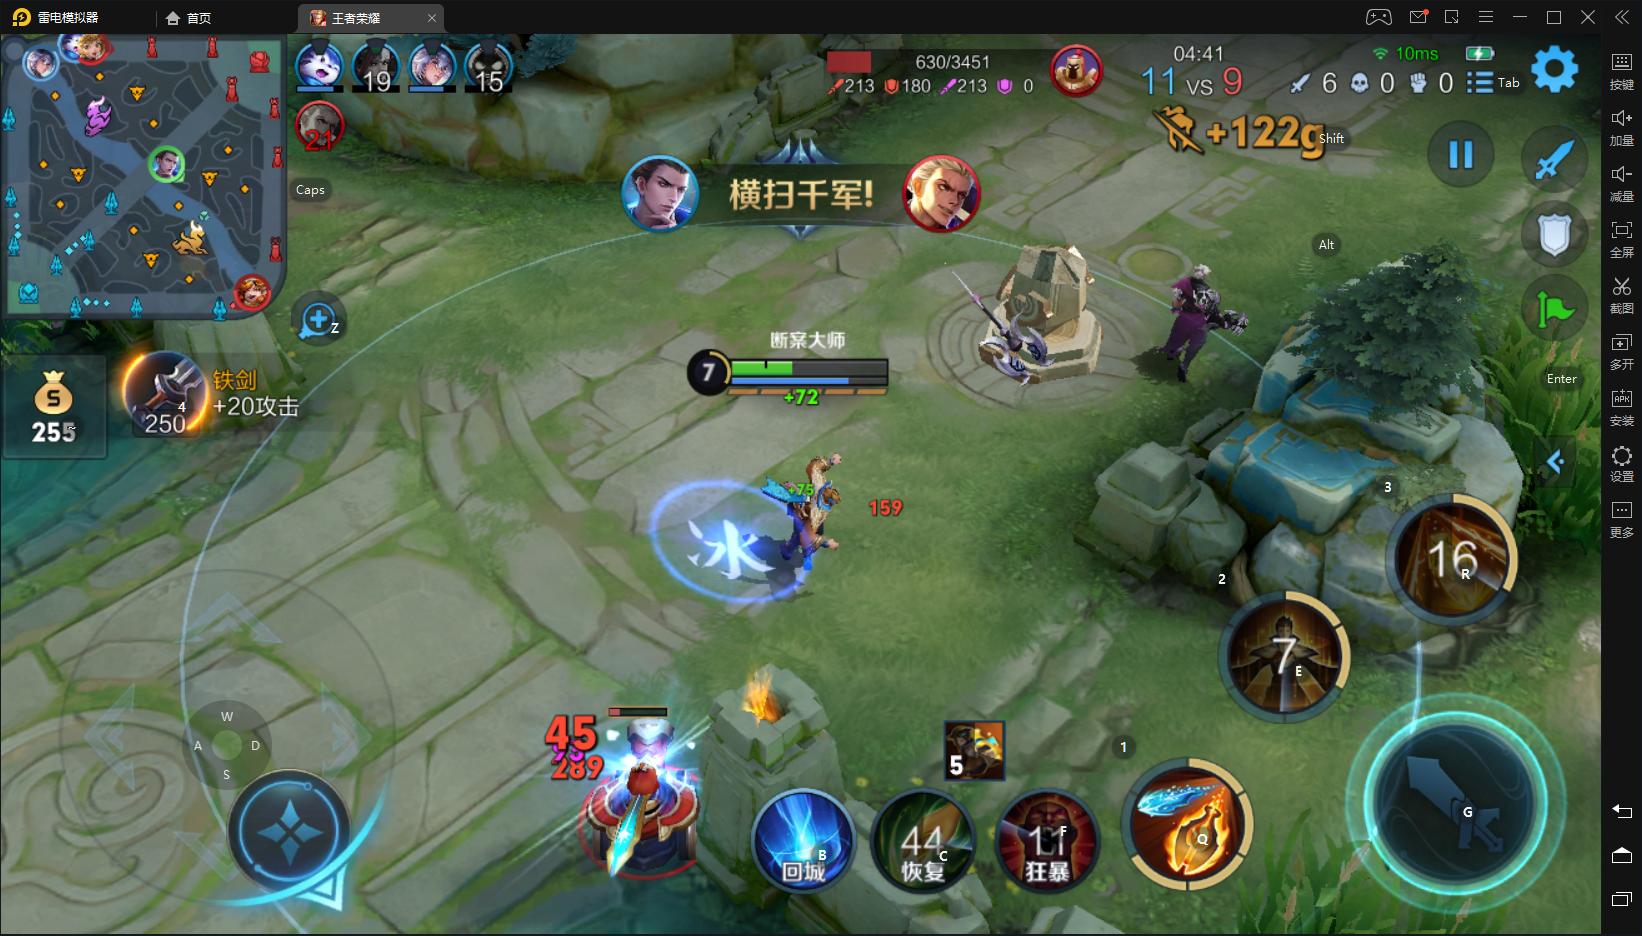 雷电模拟器
首页
王者荣耀
19
15
21
Caps
Z
630/3451
213
180
213
0
04:41
11 vs 9
10ms
6
0
0
Tab
+122g
Shift
横扫千军!
Alt
Enter
255
铁剑
+20攻击
4
250
断案大师
7
+72
+75
159
水
W
A
D
S
45
289
5
回城
B
44
恢复
C
11
狂暴
F
1
Q
2
7
E
3
16
R
G
按键
加量
减量
全屏
截图
多开
APK
安装
设置
更多